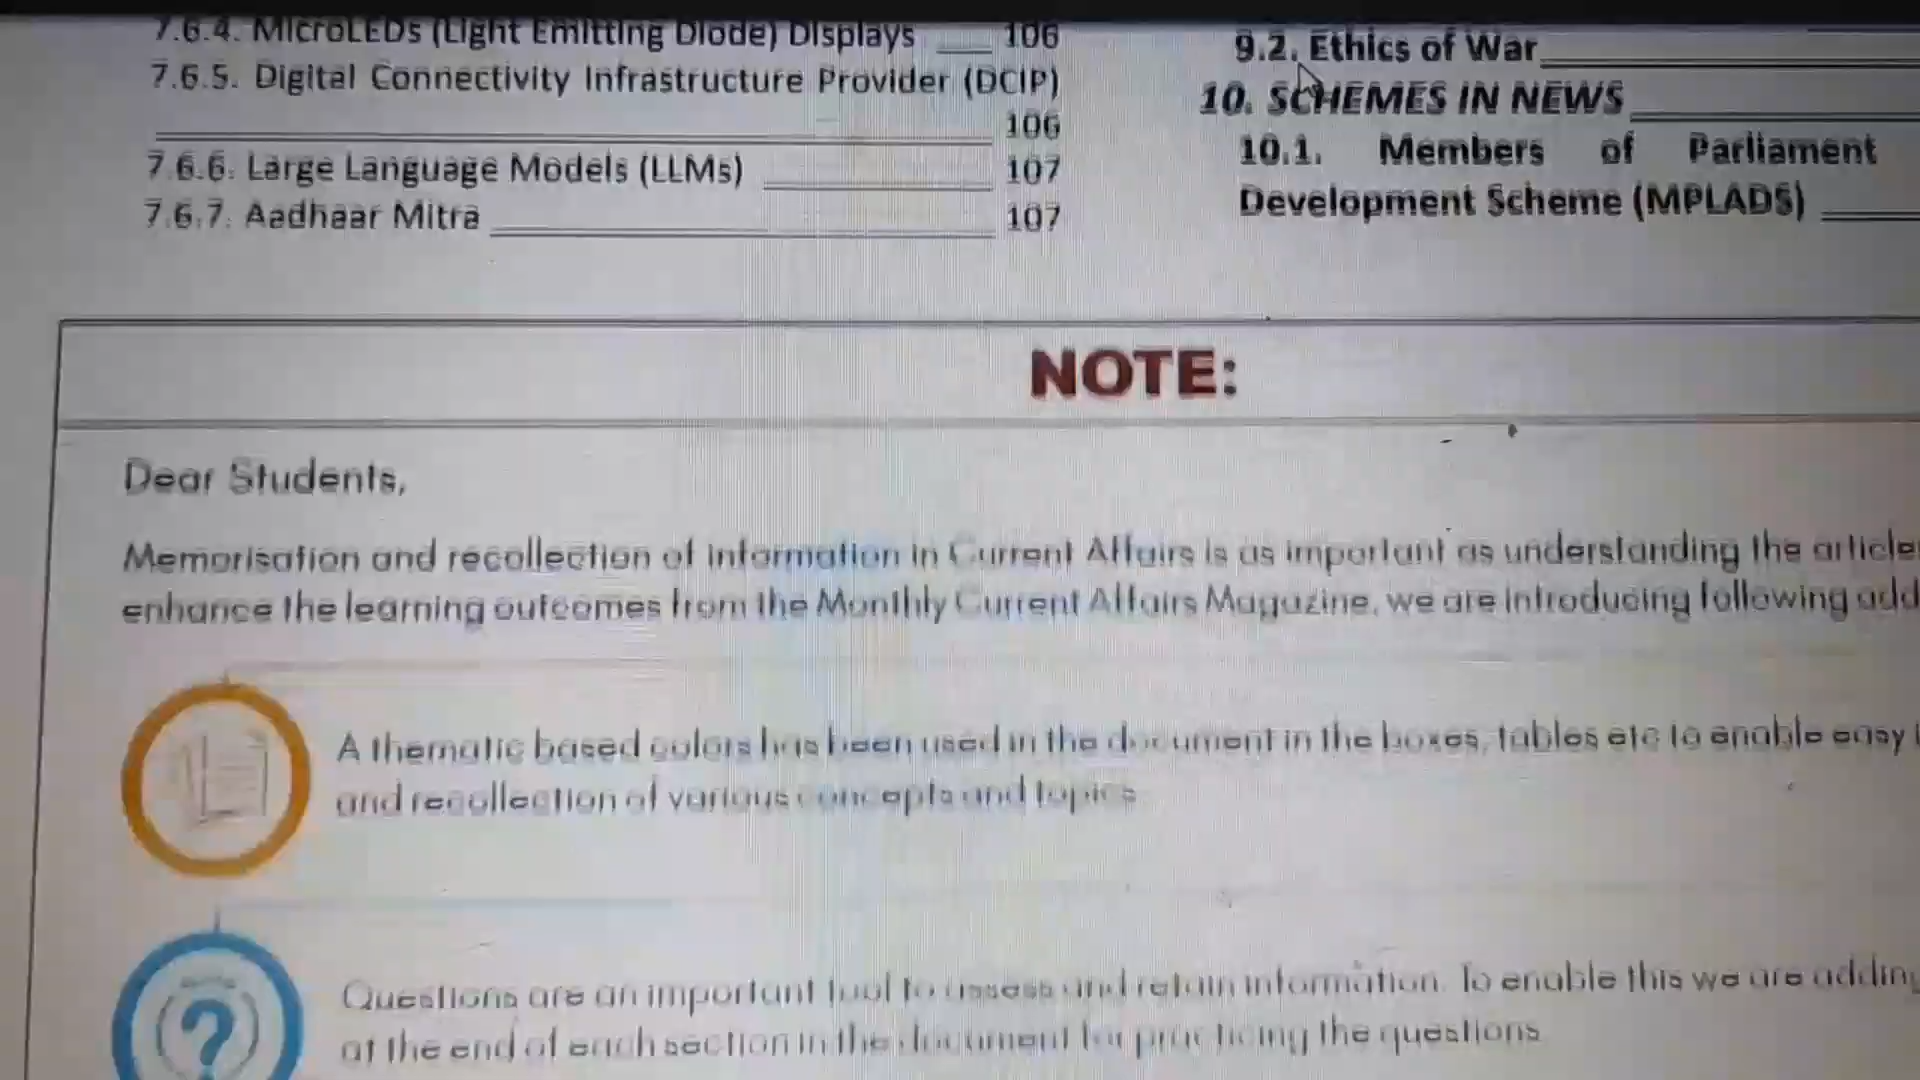 7.6.4. MicroLEDs (Light Emitting Diode) Displays 106
7.6.5. Digital Connectivity Infrastructure Provider (DCIP)
106
7.6.6. Large Language Models (LLMs) 107
7.6.7. Aadhaar Mitra 107
9.2. Ethics of War
10. SCHEMES IN NEWS
10.1. Members of Parliament
Development Scheme (MPLADS)
NOTE:
Dear Students,
Memorisation and recollection of information in Current Affairs is as important as understanding the
enhance the learning outcomes from the Monthly Current Affairs Magazine, we are introducing following
A thematic based colors has been used in the document in the boxes, tables etc to enable easy
and recollection of various concepts and topics
Questions are an important tool to assess and retain information. To enable this we are adding
at the end of each section in the document for practicing the questions
?